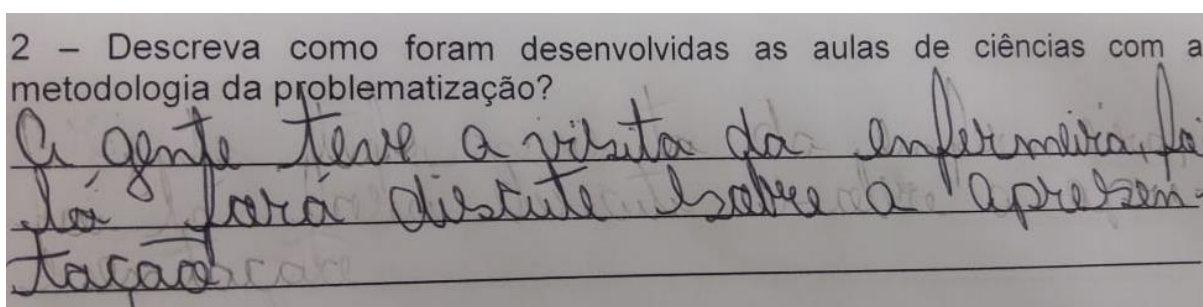 2 – Descreva como foram desenvolvidas as aulas de ciências com a
metodologia da problematização?
A gente teve a visita da enfermeira, foi
lá fora discute sobre a apresen-
tação